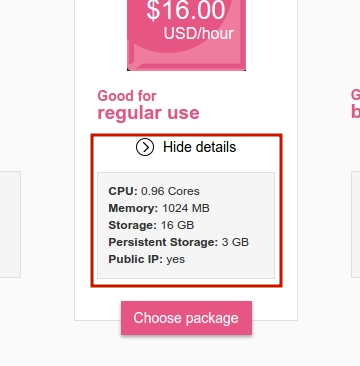 $16.00
USD/hour
Good for
regular use
Hide details
CPU: 0.96 Cores
Memory: 1024 MB
Storage: 16 GB
Persistent Storage: 3 GB
Public IP: yes
Choose package